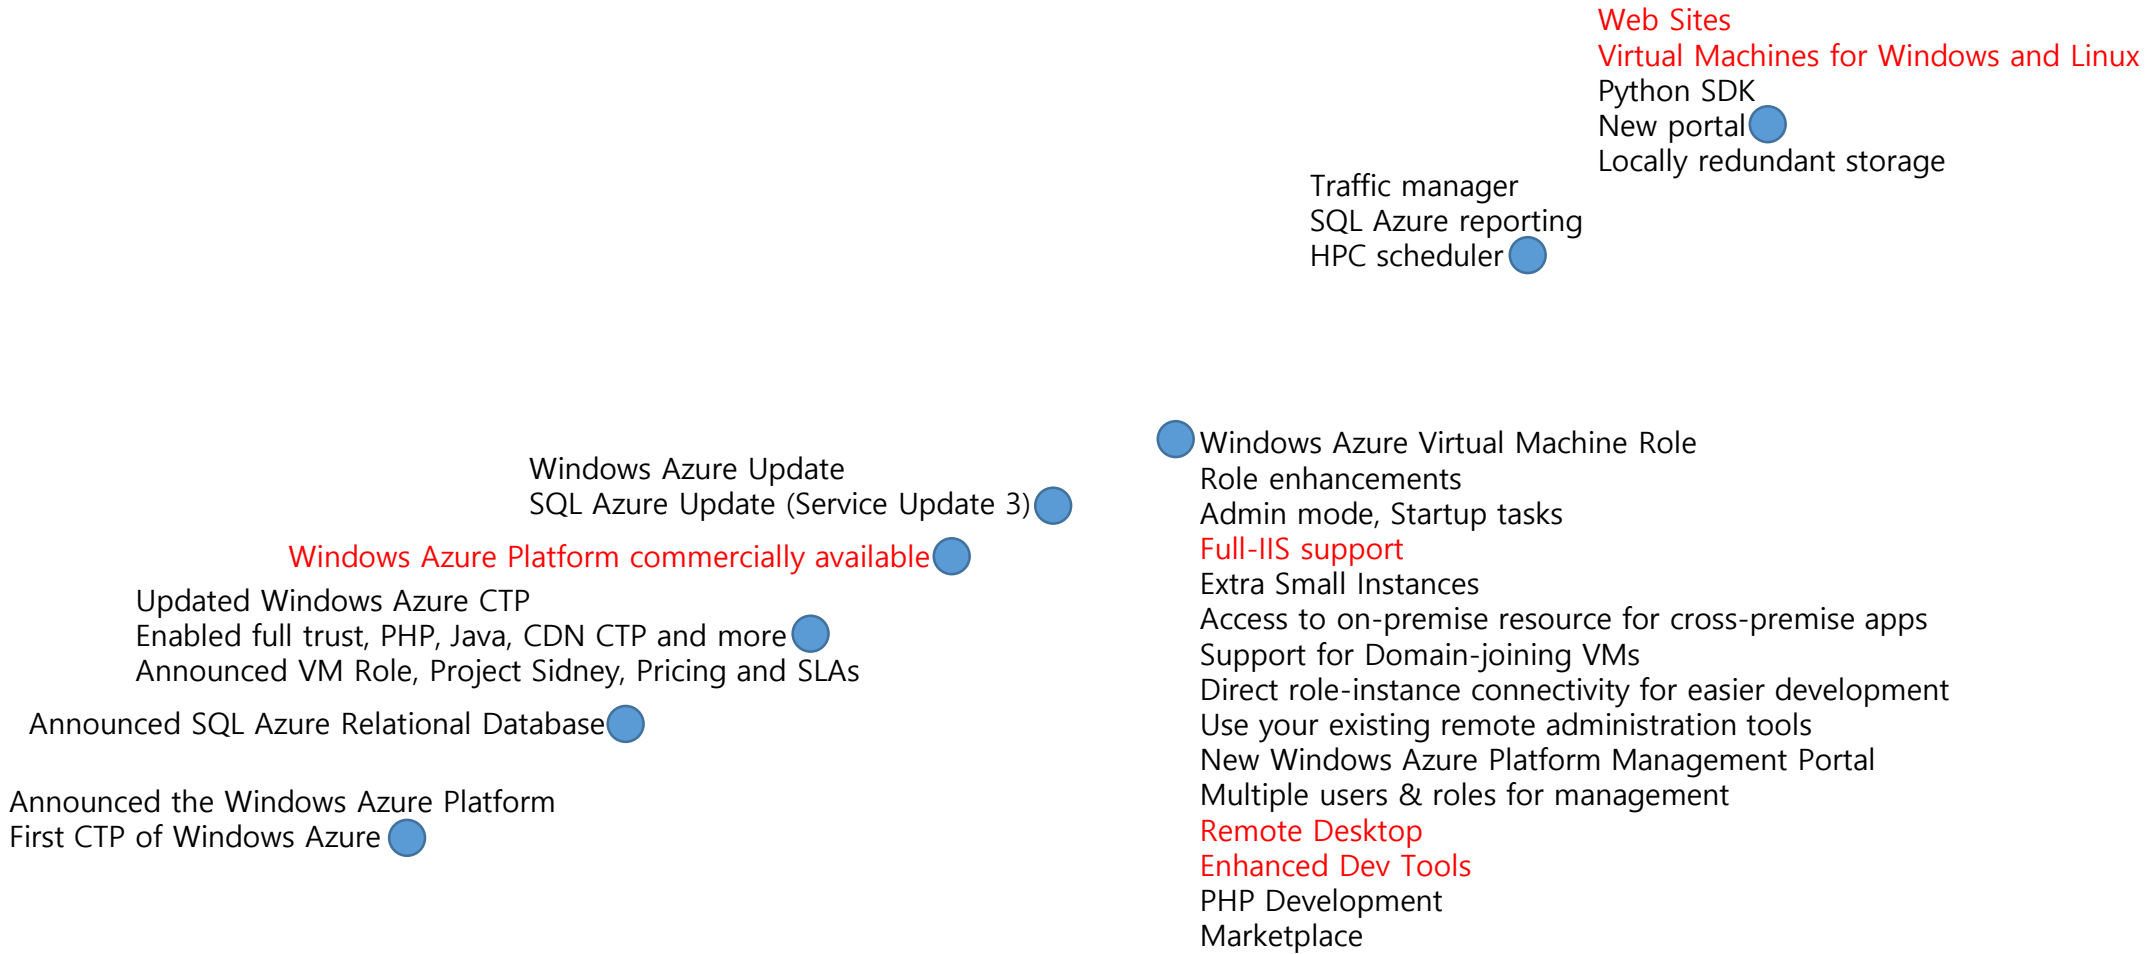 Web Sites
Virtual Machines for Windows and Linux
Python SDK
New portal
Locally redundant storage
Traffic manager
SQL Azure reporting
HPC scheduler
Windows Azure Virtual Machine Role
Role enhancements
Admin mode, Startup tasks
Full-IIS support
Extra Small Instances
Access to on-premise resource for cross-premise apps
Support for Domain-joining VMs
Direct role-instance connectivity for easier development
Use your existing remote administration tools
New Windows Azure Platform Management Portal
Multiple users & roles for management
Remote Desktop
Enhanced Dev Tools
PHP Development
Marketplace
Windows Azure Update
SQL Azure Update (Service Update 3)
Windows Azure Platform commercially available
Updated Windows Azure CTP
Enabled full trust, PHP, Java, CDN CTP and more
Announced VM Role, Project Sidney, Pricing and SLAs
Announced SQL Azure Relational Database
Announced the Windows Azure Platform
First CTP of Windows Azure